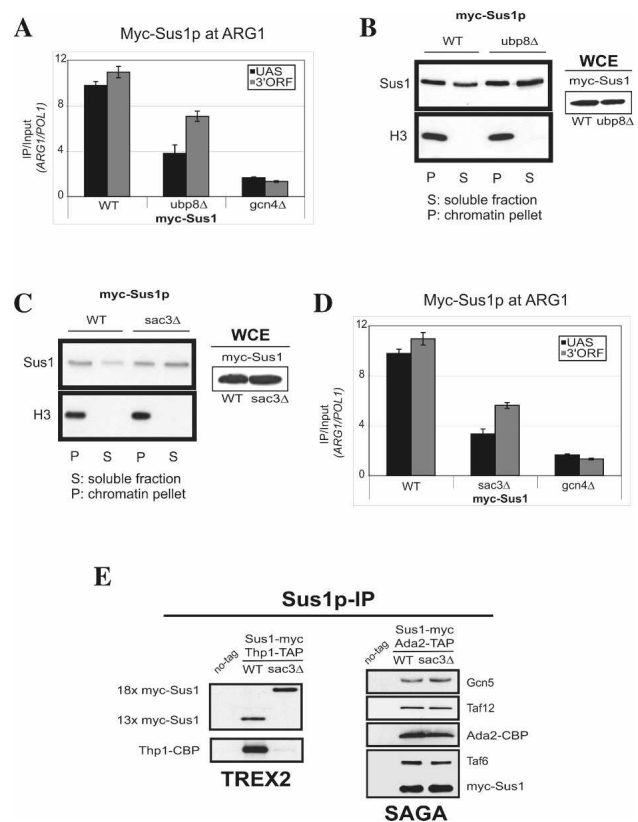 A
Myc-Sus1p at ARG1
IP/Input
(ARG1/POL1)
12
8
4
0
UAS
3'ORF
WT
ubp8Δ
gcn4Δ
myc-Sus1
B
myc-Sus1p
WT
ubp8Δ
Sus1
H3
P S P S
WCE
myc-Sus1
WT ubp8Δ
S: soluble fraction
P: chromatin pellet
C
myc-Sus1p
WT
sac3Δ
Sus1
H3
P S P S
WCE
myc-Sus1
WT sac3Δ
S: soluble fraction
P: chromatin pellet
D
Myc-Sus1p at ARG1
IP/Input
(ARG1/POL1)
12
8
4
0
UAS
3'ORF
WT
sac3Δ
gcn4Δ
myc-Sus1
E
Sus1p-IP
no-tag
Sus1-myc
Thp1-TAP
WT sac3Δ
18x myc-Sus1
13x myc-Sus1
Thp1-CBP
TREX2
no-tag
Sus1-myc
Ada2-TAP
WT sac3Δ
Gcn5
Taf12
Ada2-CBP
Taf6
myc-Sus1
SAGA